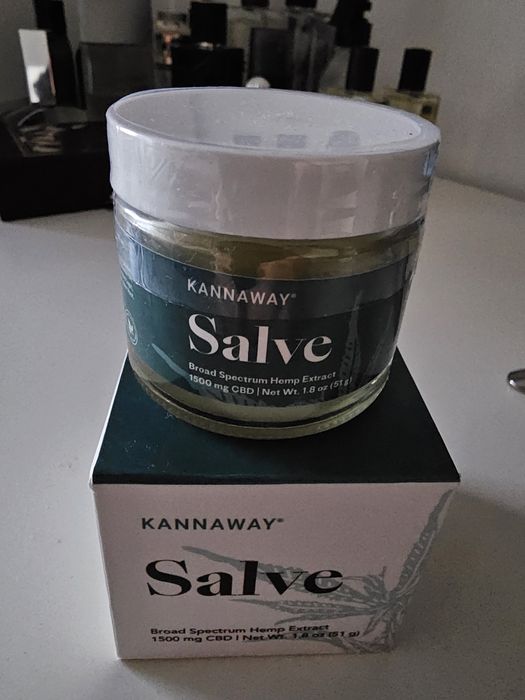 KANNAWAY®
Salve
Broad Spectrum Hemp Extract
1500 mg CBD | Net Wt. 1.8 oz (51 g)
KANNAWAY®
Salve
Broad Spectrum Hemp Extract
1500 mg CBD | Net Wt. 1.8 oz (51 g)